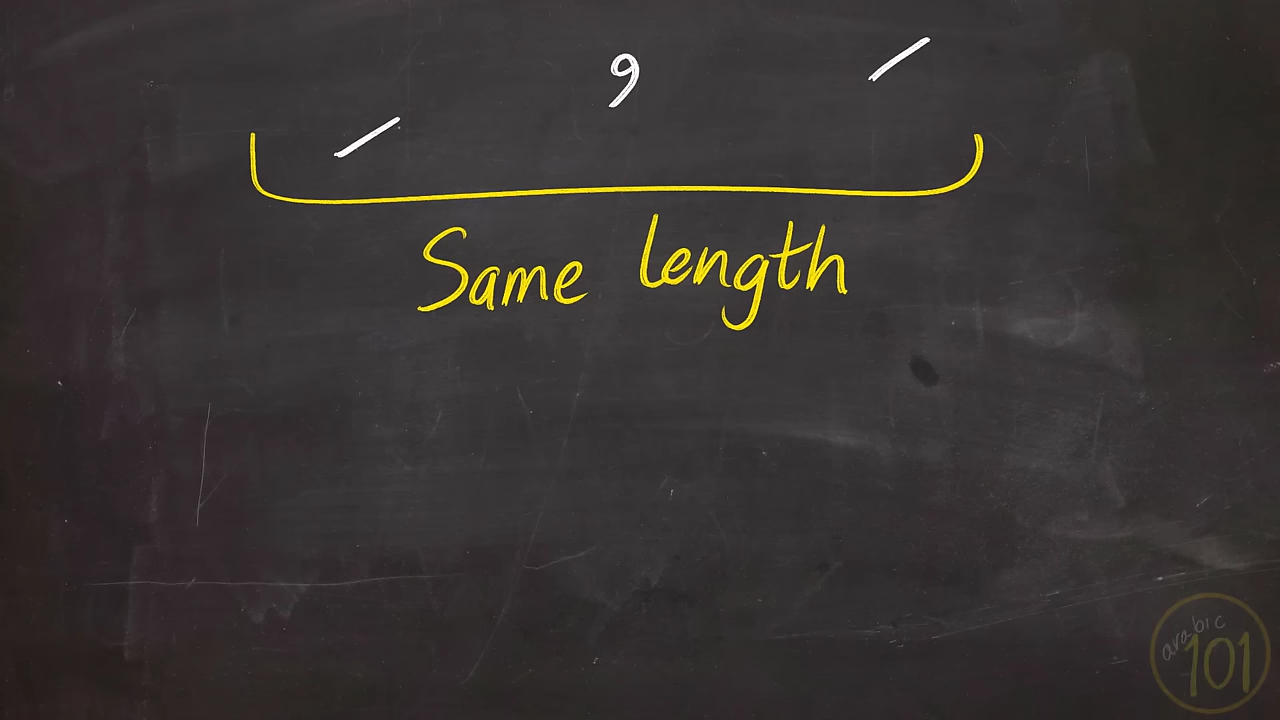 َ ُ ِ
Same length
arabic
101